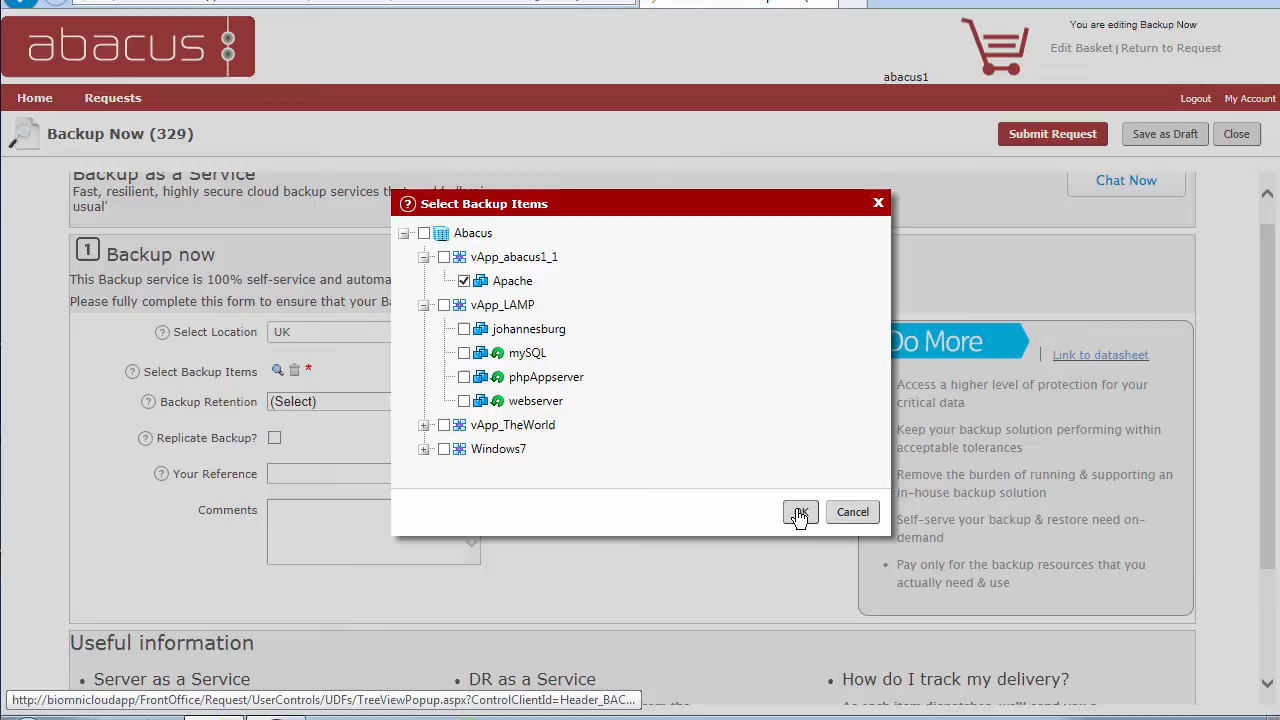 abacus
You are editing Backup Now
Edit Basket | Return to Request
abacus1
Home Requests Logout My Account
Backup Now (329) Submit Request Save as Draft Close
Backup as a Service
Fast, resilient, highly secure cloud backup services
usual'
Chat Now
Select Backup Items X
Abacus
vApp_abacus1_1
Apache
vApp_LAMP
johannesburg
mySQL
phpAppserver
webserver
vApp_TheWorld
Windows7
Cancel
1 Backup now
This Backup service is 100% self-service and
Please fully complete this form to ensure that your
Select Location UK
Select Backup Items *
Backup Retention (Select)
Replicate Backup?
Your Reference
Comments
Do More Link to datasheet
Access a higher level of protection for your
critical data
Keep your backup solution performing within
acceptable tolerances
Remove the burden of running & supporting an
in-house backup solution
Self-serve your backup & restore need on-
demand
• Pay only for the backup resources that you
actually need & use
Useful information
• Server as a Service • DR as a Service • How do I track my delivery?
http://biomnicloudapp/FrontOffice/Request/UserControls/UDFs/TreeViewPopup.aspx?ControlClientId=Header_BAC...